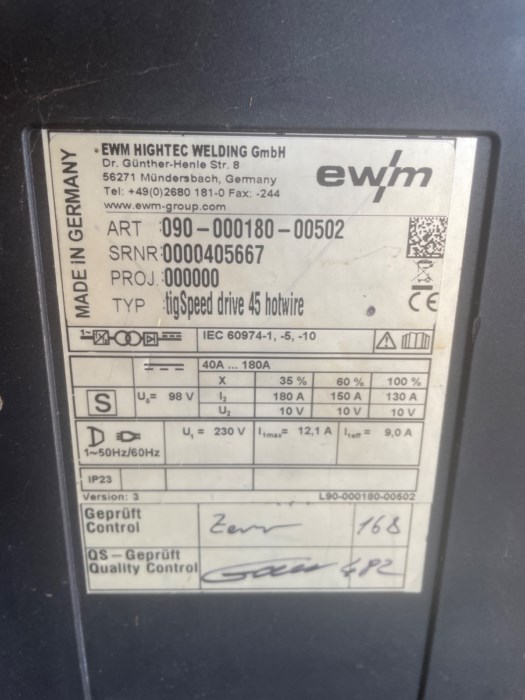 MADE IN GERMANY
EWM HIGHTEC WELDING GmbH
Dr. Günther-Henle Str. 8
56271 Mündersbach, Germany
Tel: +49(0)2680 181-0 Fax: -244
www.ewm-group.com
ewm
ART :090-000180-00502
SRNR:0000405667
PROJ.:000000
TYP :tigSpeed drive 45 hotwire
CE
1~ IEC 60974-1, -5, -10
40A ... 180A
X 35 % 60 % 100 %
S U₀= 98 V I₂ 180 A 150 A 130 A
U₂ 10 V 10 V 10 V
U₁ = 230 V I₁max= 12,1 A I₁eff= 9,0 A
1~50Hz/60Hz
IP23
Version: 3 L90-000180-00502
Geprüft
Control 168
QS-Geprüft
Quality Control 482